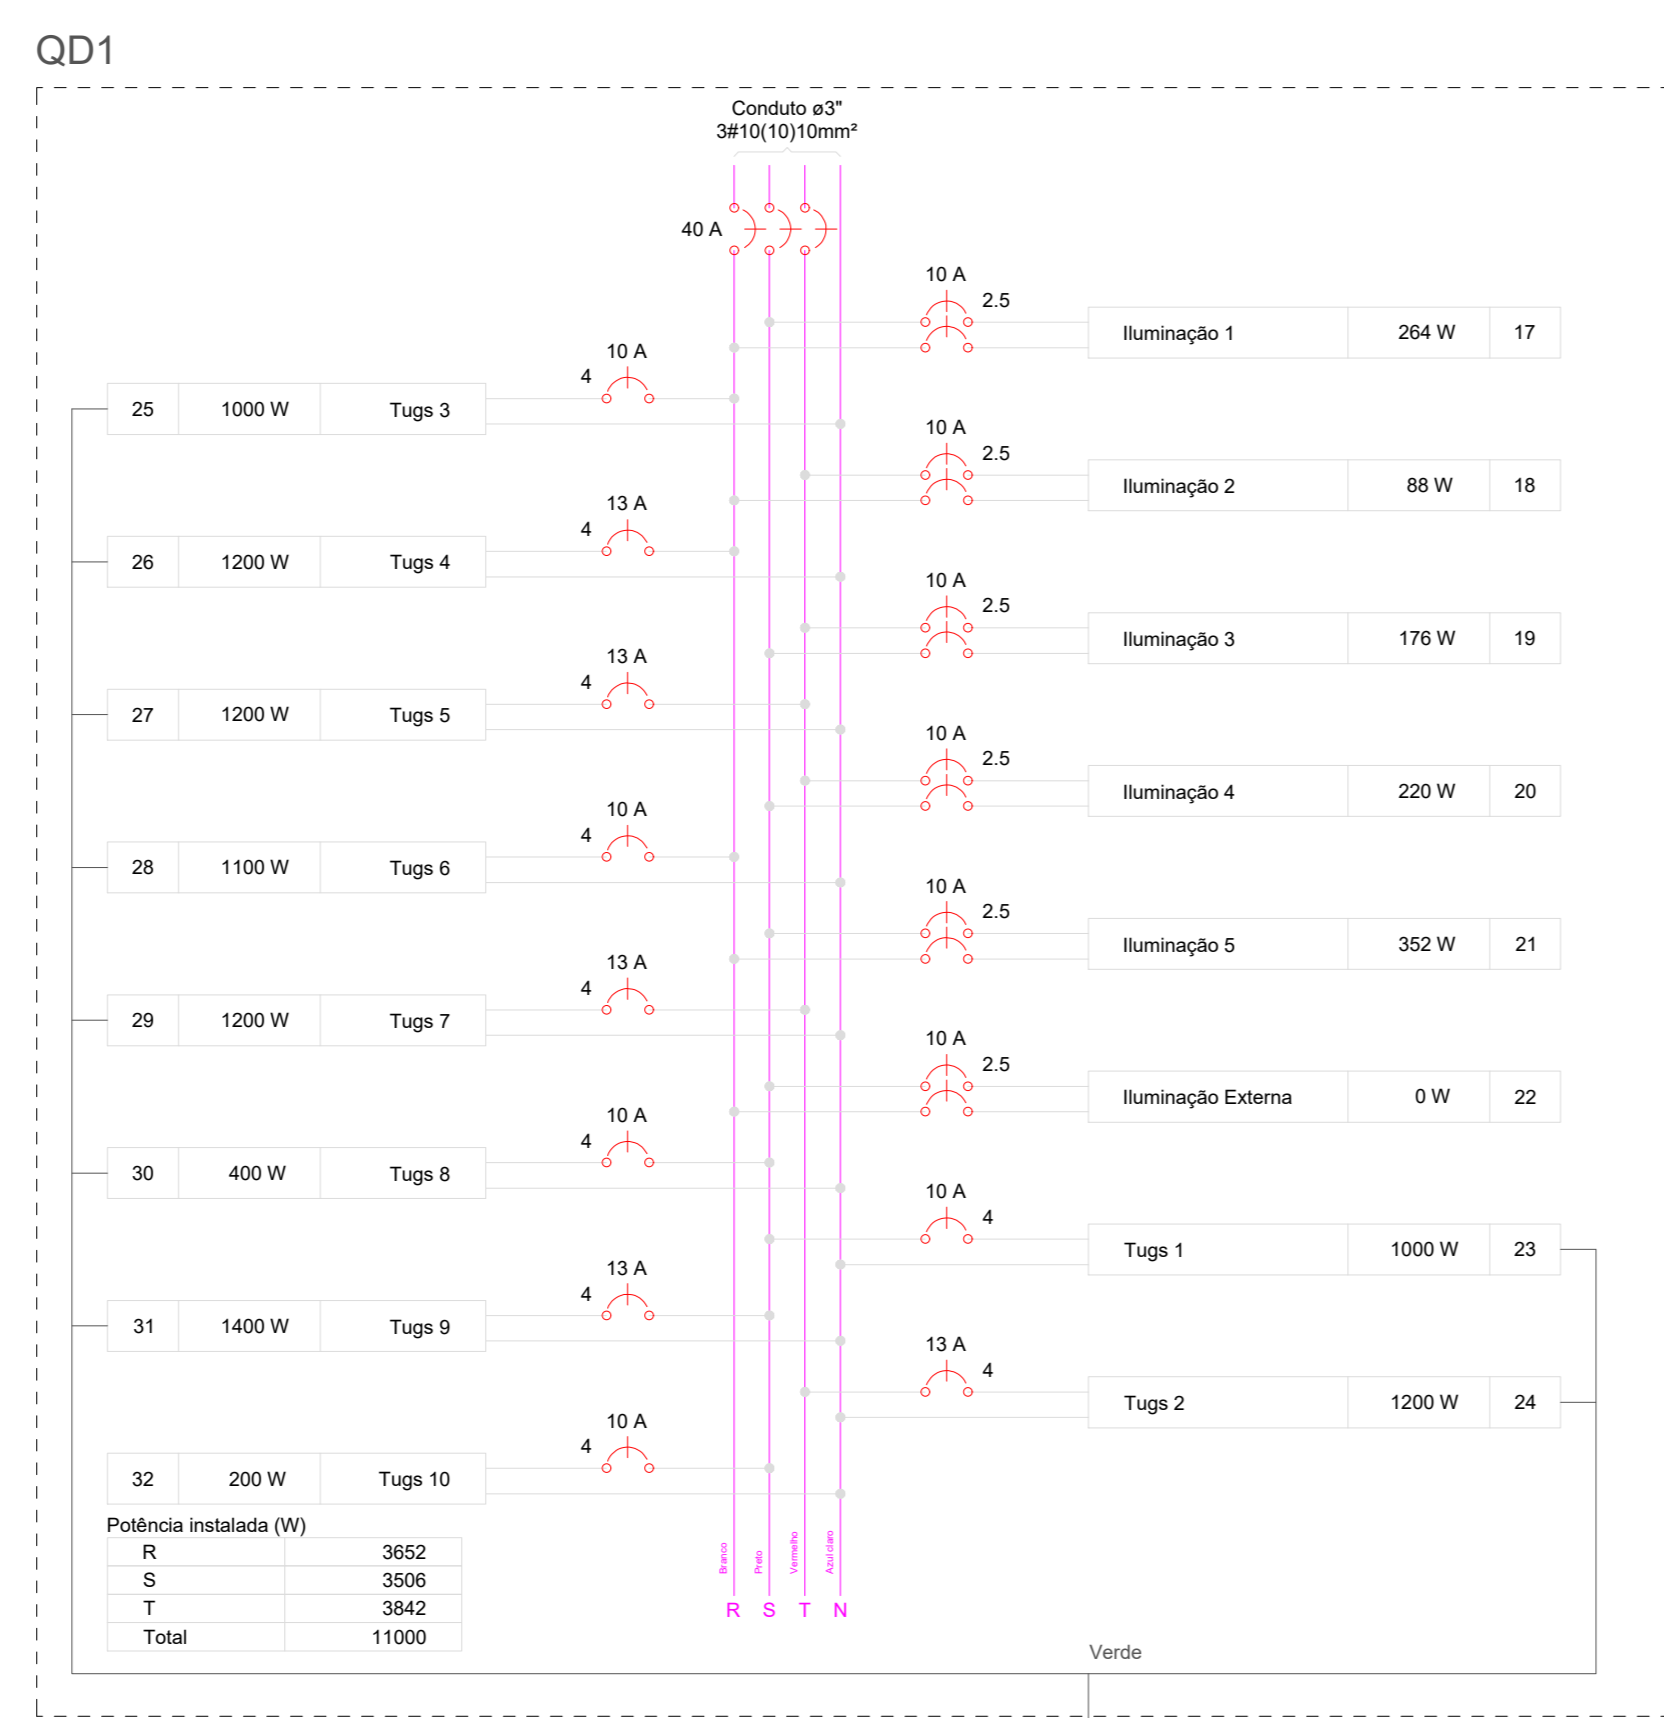 QD1
Conduto ø3"
3#10(10)10mm²
40 A
10 A
2.5
Iluminação 1 264 W 17
10 A
4
25 1000 W Tugs 3
10 A
2.5
Iluminação 2 88 W 18
13 A
4
26 1200 W Tugs 4
10 A
2.5
Iluminação 3 176 W 19
13 A
4
27 1200 W Tugs 5
10 A
2.5
Iluminação 4 220 W 20
10 A
4
28 1100 W Tugs 6
10 A
2.5
Iluminação 5 352 W 21
13 A
4
29 1200 W Tugs 7
10 A
2.5
Iluminação Externa 0 W 22
10 A
4
30 400 W Tugs 8
10 A
4
Tugs 1 1000 W 23
13 A
4
31 1400 W Tugs 9
13 A
4
Tugs 2 1200 W 24
10 A
4
32 200 W Tugs 10
Potência instalada (W)
R 3652
S 3506
T 3842
Total 11000
Branco
Preto
Vermelho
Azul claro
R S T N
Verde